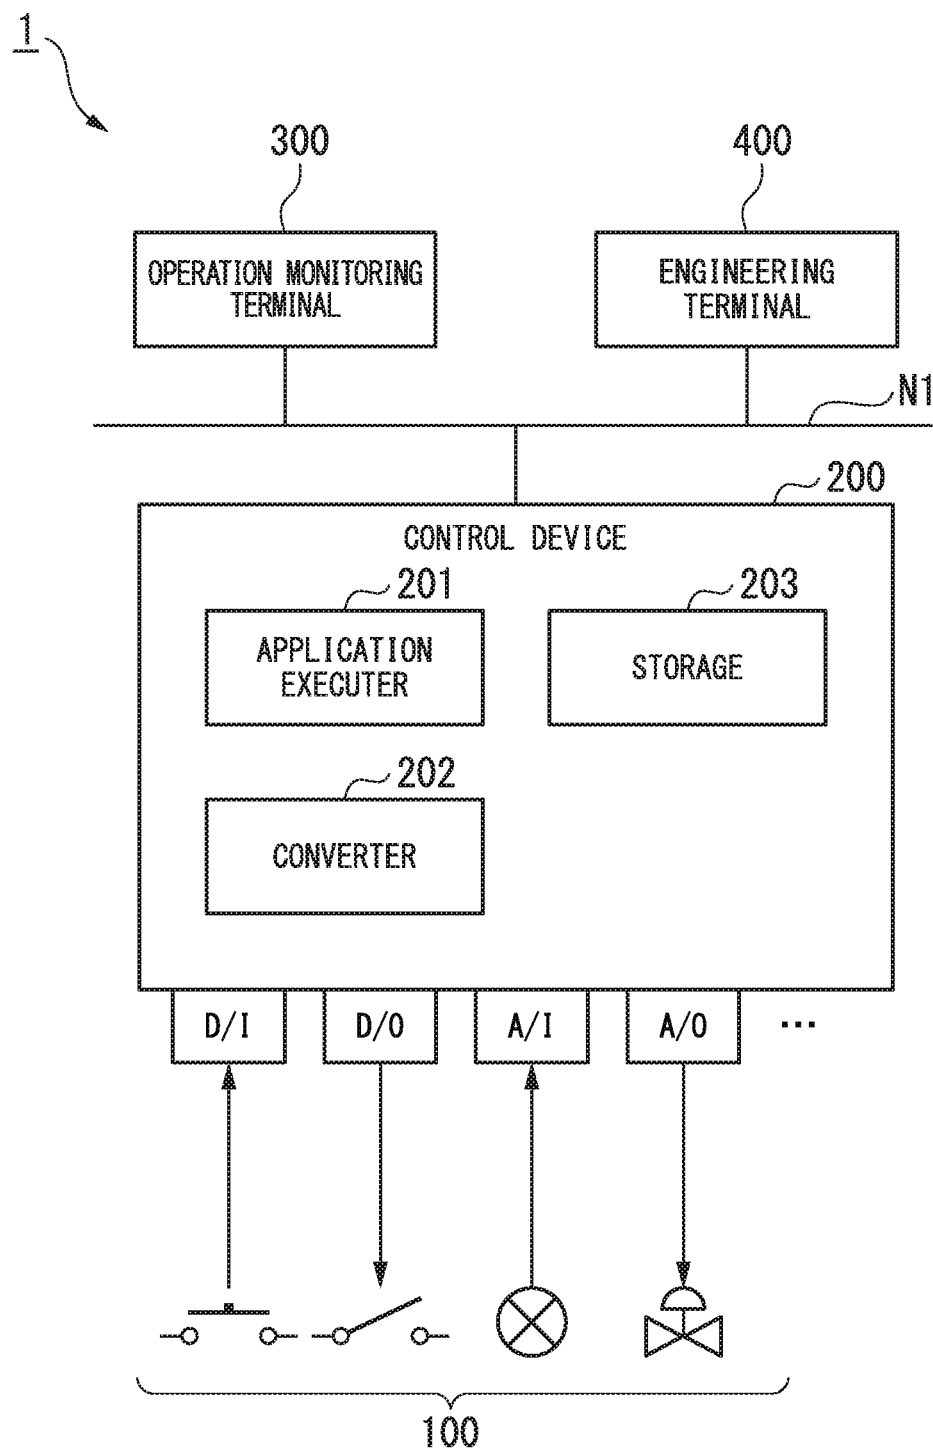 1
300
400
OPERATION MONITORING
TERMINAL
ENGINEERING
TERMINAL
N1
200
CONTROL DEVICE
201
203
APPLICATION
EXECUTER
STORAGE
202
CONVERTER
D/I
D/O
A/I
A/O
...
100